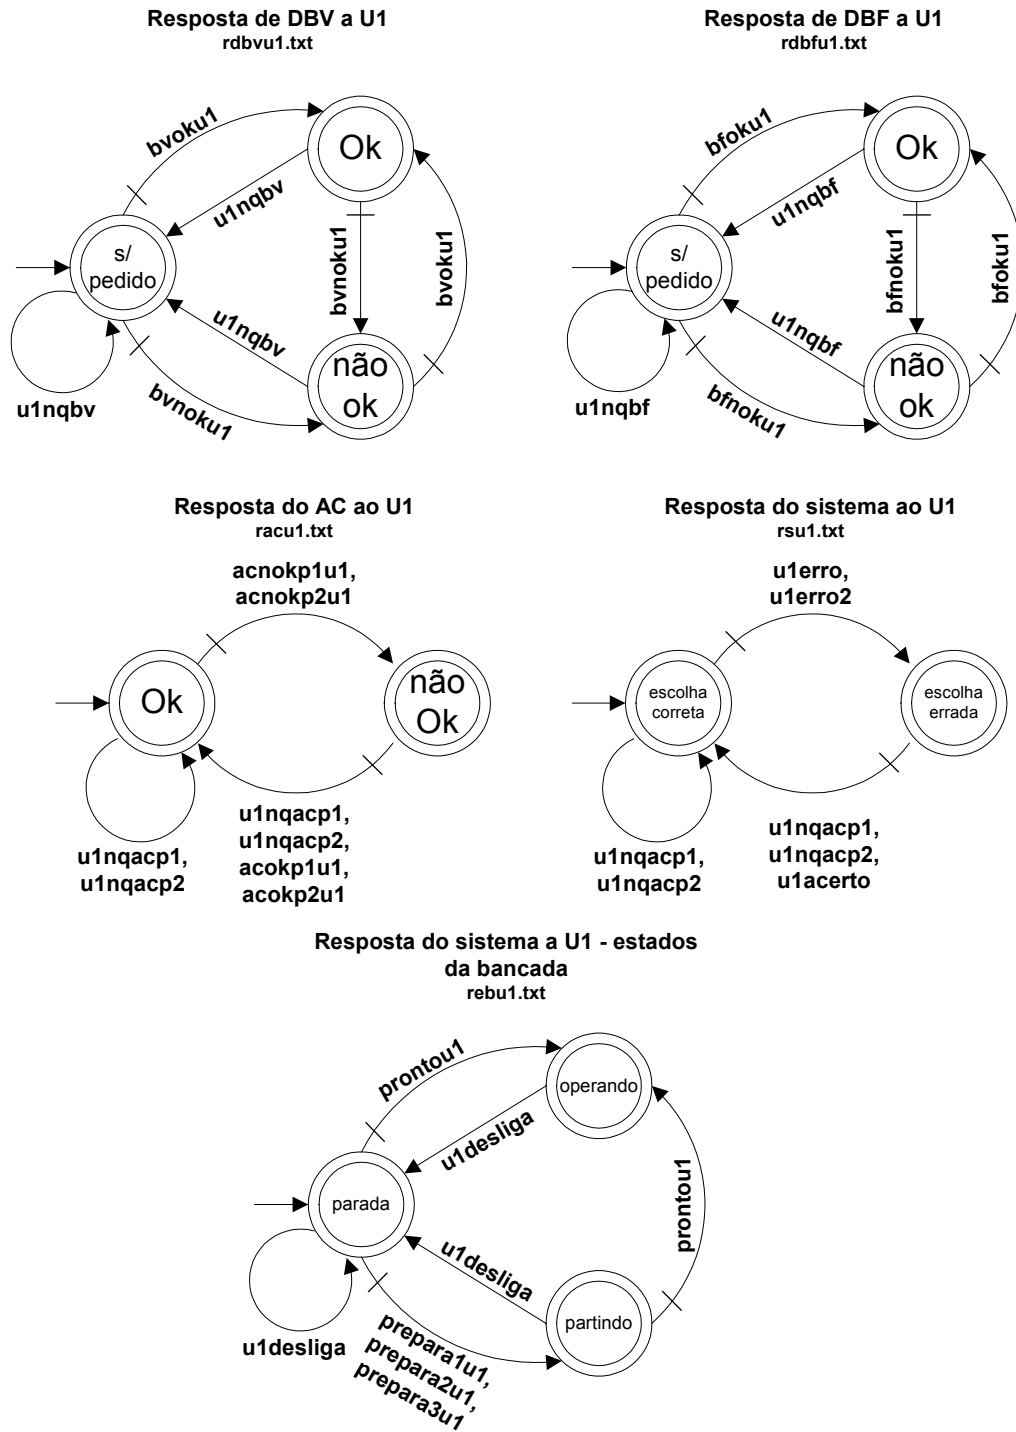 Resposta de DBV a U1
rdbvu1.txt
bvoku1
Ok
u1nqbv
s/
pedido
bvnoku1
bvoku1
u1nqbv
não
ok
u1nqbv
bvnoku1
Resposta de DBF a U1
rdbfu1.txt
bfoku1
Ok
u1nqbf
s/
pedido
bfnoku1
bfoku1
u1nqbf
não
ok
u1nqbf
bfnoku1
Resposta do AC ao U1
racu1.txt
acnokp1u1,
acnokp2u1
Ok
não
Ok
u1nqacp1,
u1nqacp2
u1nqacp1,
u1nqacp2,
acokp1u1,
acokp2u1
Resposta do sistema ao U1
rsu1.txt
u1erro,
u1erro2
escolha
correta
escolha
errada
u1nqacp1,
u1nqacp2
u1nqacp1,
u1nqacp2,
u1acerto
Resposta do sistema a U1 - estados
da bancada
rebu1.txt
prontou1
operando
u1desliga
parada
prontou1
u1desliga
partindo
u1desliga
prepara1u1,
prepara2u1,
prepara3u1